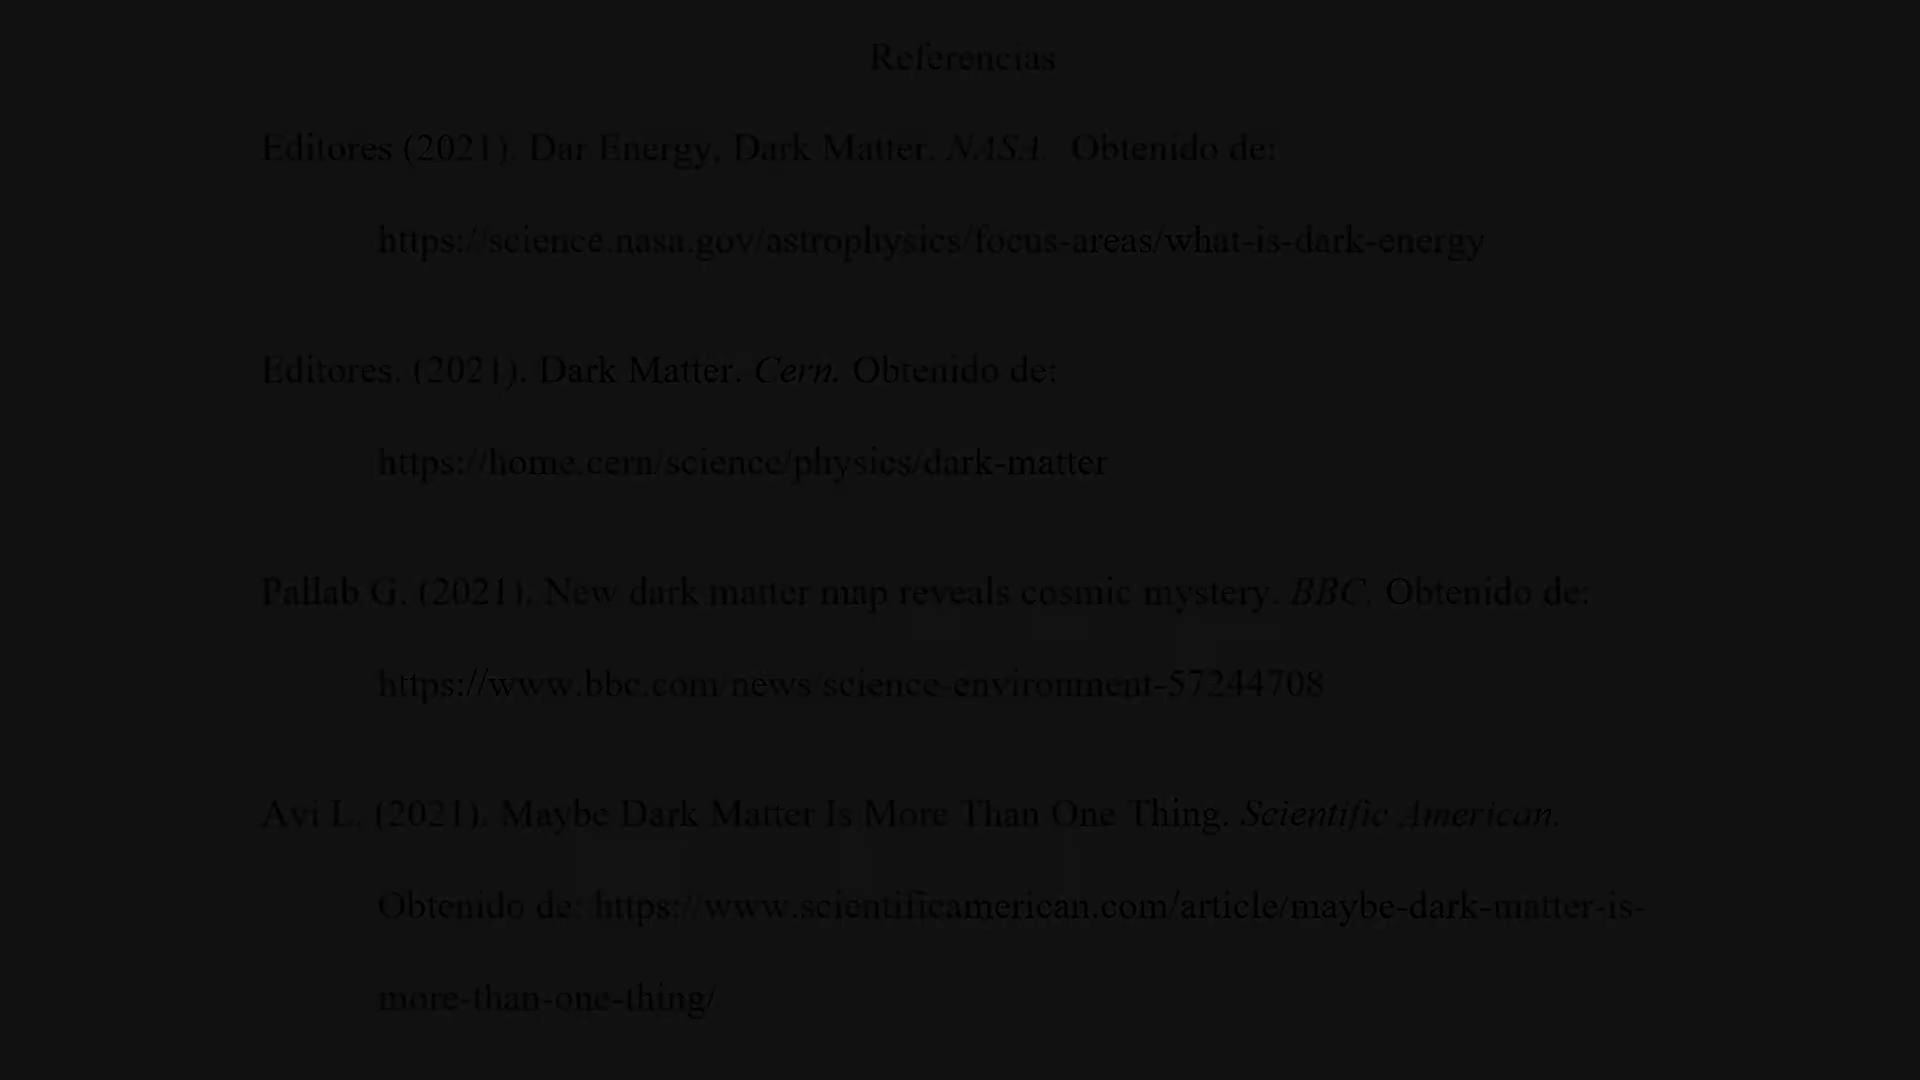 Referencias
Editores (2021). Dar Energy, Dark Matter. NASA. Obtenido de:
https://science.nasa.gov/astrophysics/focus-areas/what-is-dark-energy
Editores. (2021). Dark Matter. Cern. Obtenido de:
https://home.cern/science/physics/dark-matter
Pallab G. (2021). New dark matter map reveals cosmic mystery. BBC. Obtenido de:
https://www.bbc.com/news/science-environment-57244708
Avi L. (2021). Maybe Dark Matter Is More Than One Thing. Scientific American.
Obtenido de: https://www.scientificamerican.com/article/maybe-dark-matter-is-
more-than-one-thing/